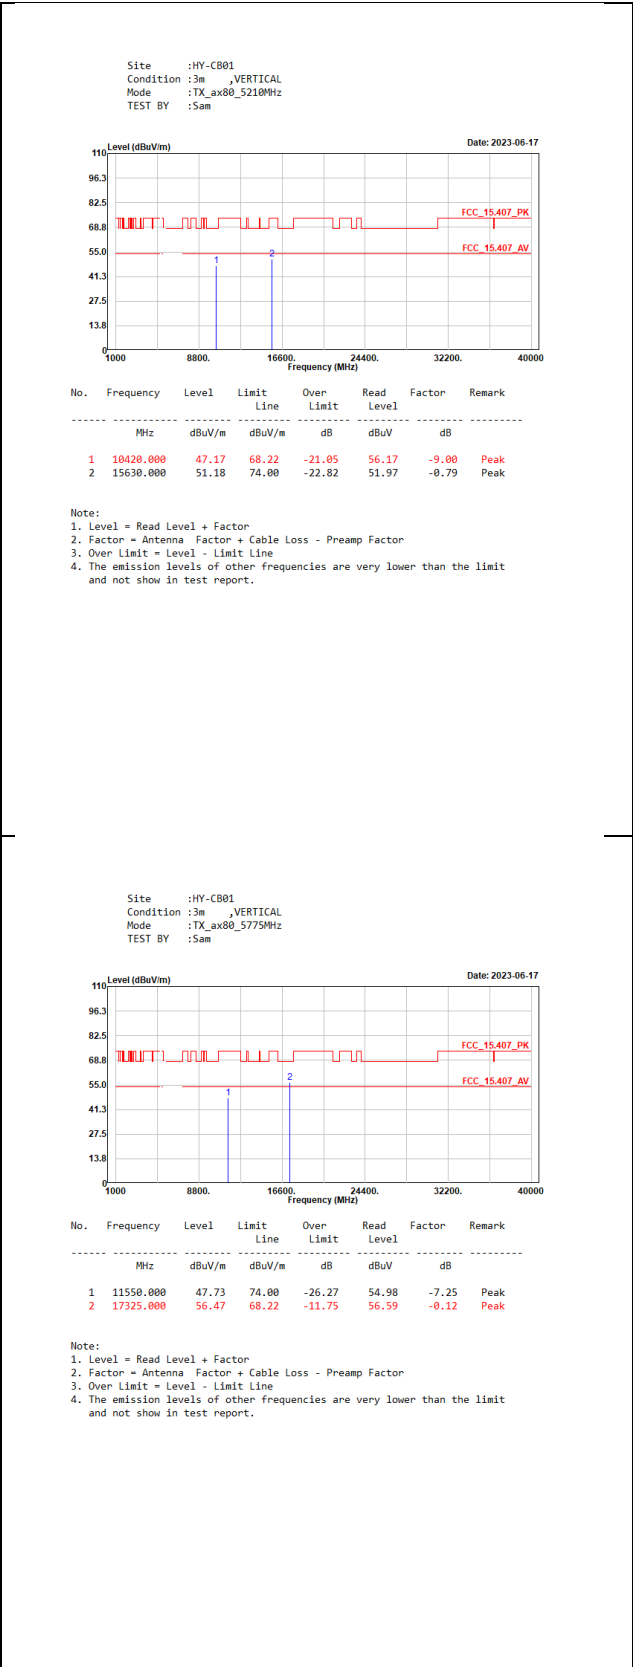 Site :HY-CB01
Condition :3m ,VERTICAL
Mode :TX_ax80_5210MHz
TEST BY :Sam
Level (dBuV/m)
Date: 2023-06-17
110
96.3
82.5
FCC_15.407_PK
68.8
55.0
FCC_15.407_AV
1
2
41.3
27.5
13.8
0
1000 8800. 16600. 24400. 32200. 40000
Frequency (MHz)
No. Frequency Level Limit Over Read Factor Remark
Line Limit Level
------ ----------- -------- --------- --------- -------- -------- ---------
MHz dBuV/m dBuV/m dB dBuV dB
1 10420.000 47.17 68.22 -21.05 56.17 -9.00 Peak
2 15630.000 51.18 74.00 -22.82 51.97 -0.79 Peak
Note:
1. Level = Read Level + Factor
2. Factor = Antenna Factor + Cable Loss - Preamp Factor
3. Over Limit = Level - Limit Line
4. The emission levels of other frequencies are very lower than the limit
and not show in test report.
Site :HY-CB01
Condition :3m ,VERTICAL
Mode :TX_ax80_5775MHz
TEST BY :Sam
Level (dBuV/m)
Date: 2023-06-17
110
96.3
82.5
FCC_15.407_PK
68.8
55.0
FCC_15.407_AV
1
2
41.3
27.5
13.8
0
1000 8800. 16600. 24400. 32200. 40000
Frequency (MHz)
No. Frequency Level Limit Over Read Factor Remark
Line Limit Level
------ ----------- -------- --------- --------- -------- -------- ---------
MHz dBuV/m dBuV/m dB dBuV dB
1 11550.000 47.73 74.00 -26.27 54.98 -7.25 Peak
2 17325.000 56.47 68.22 -11.75 56.59 -0.12 Peak
Note:
1. Level = Read Level + Factor
2. Factor = Antenna Factor + Cable Loss - Preamp Factor
3. Over Limit = Level - Limit Line
4. The emission levels of other frequencies are very lower than the limit
and not show in test report.